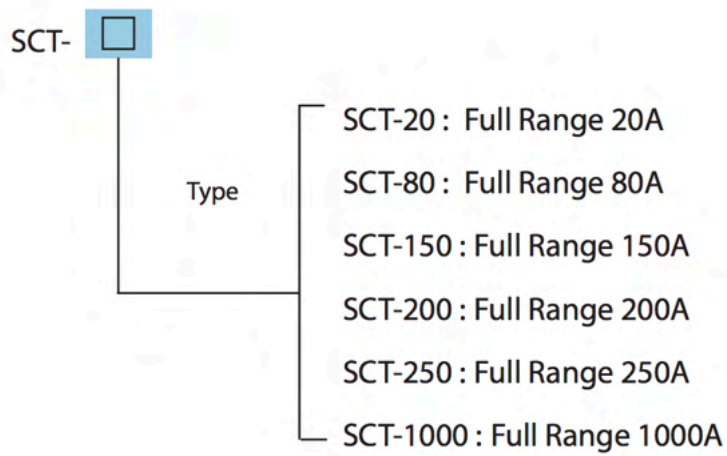 SCT- □
Type
SCT-20 : Full Range 20A
SCT-80 : Full Range 80A
SCT-150 : Full Range 150A
SCT-200 : Full Range 200A
SCT-250 : Full Range 250A
SCT-1000 : Full Range 1000A